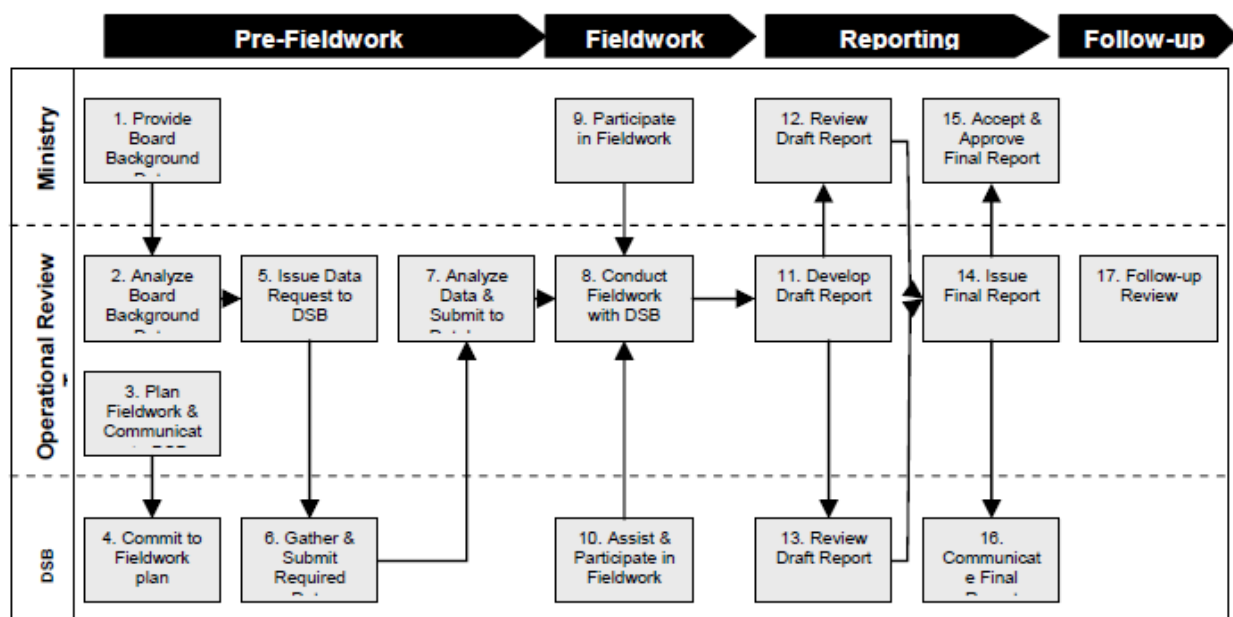 Pre-Fieldwork
Fieldwork
Reporting
Follow-up
Ministry
1. Provide
Board
Background
9. Participate
in Fieldwork
12. Review
Draft Report
15. Accept &
Approve
Final Report
Operational Review
2. Analyze
Board
Background
5. Issue Data
Request to
DSB
7. Analyze
Data &
Submit to
8. Conduct
Fieldwork
with DSB
11. Develop
Draft Report
14. Issue
Final Report
17. Follow-up
Review
3. Plan
Fieldwork &
Communicat
DSB
4. Commit to
Fieldwork
plan
6. Gather &
Submit
Required
10. Assist &
Participate in
Fieldwork
13. Review
Draft Report
16.
Communicat
e Final